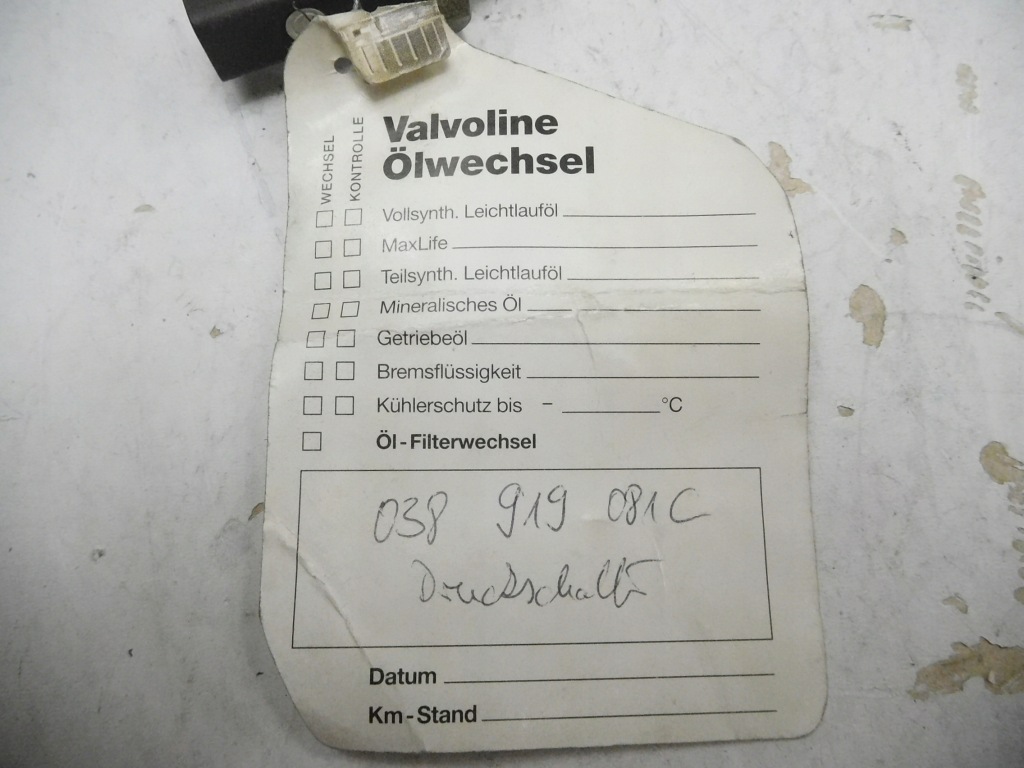 Valvoline
Ölwechsel
WECHSEL
KONTROLLE
Vollsynth. Leichtlauföl
MaxLife
Teilsynth. Leichtlauföl
Mineralisches Öl
Getriebeöl
Bremsflüssigkeit
Kühlerschutz bis – °C
Öl-Filterwechsel
038 919 081C
Druckschalter
Datum
Km-Stand